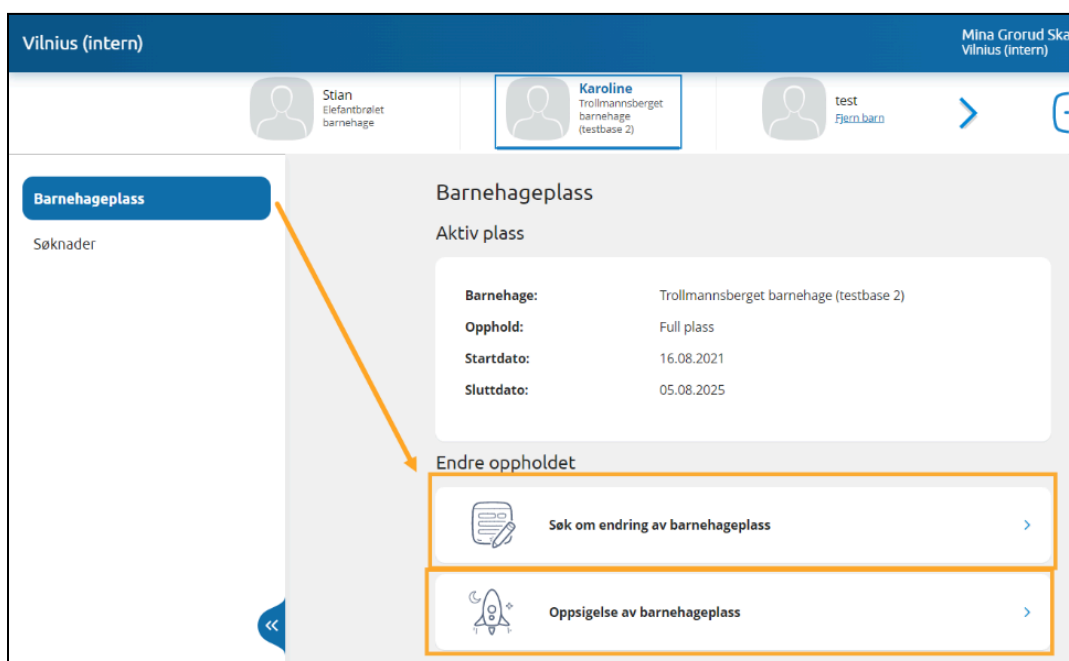 Vilnius (intern)
Mina Grorud Ska
Vilnius (intern)
Stian
Elefantbrølet
barnehage
Karoline
Trollmannsberget
barnehage
(testbase 2)
test
Fjern barn
Barnehageplass
Søknader
Barnehageplass
Aktiv plass
Barnehage: Trollmannsberget barnehage (testbase 2)
Opphold: Full plass
Startdato: 16.08.2021
Sluttdato: 05.08.2025
Endre oppholdet
Søk om endring av barnehageplass
Oppsigelse av barnehageplass